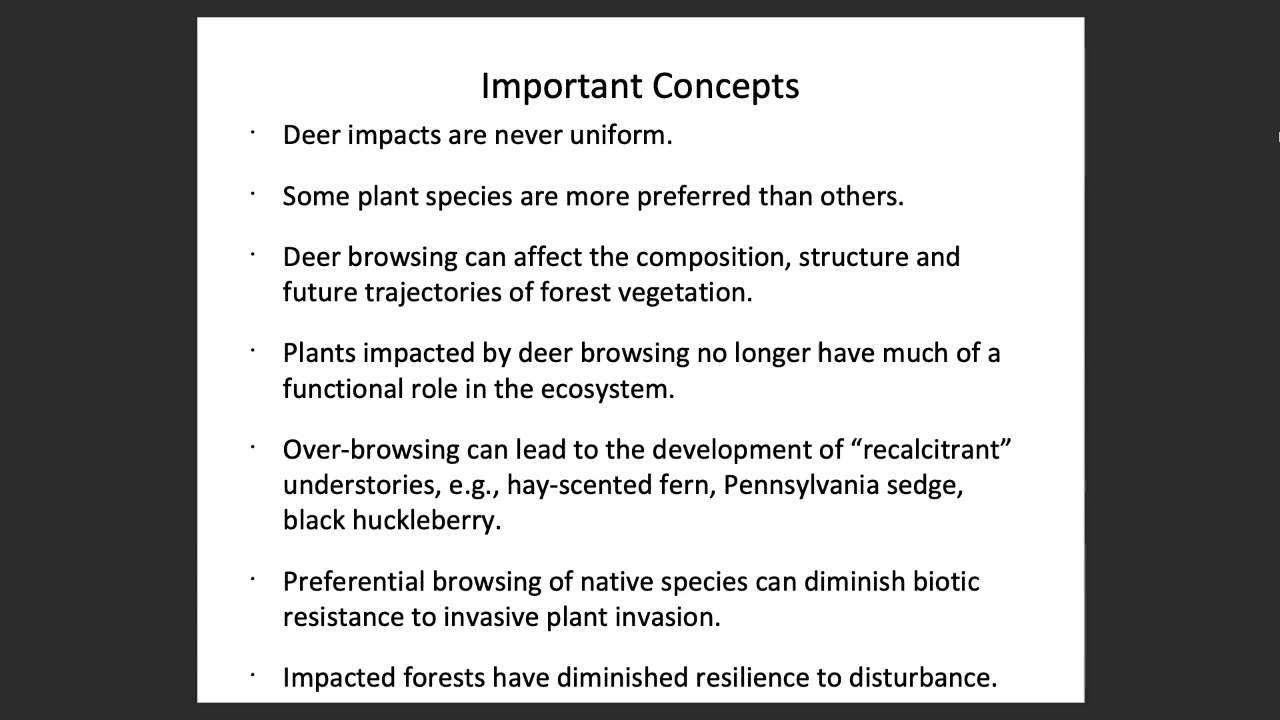 Important Concepts
· Deer impacts are never uniform.
· Some plant species are more preferred than others.
· Deer browsing can affect the composition, structure and
future trajectories of forest vegetation.
· Plants impacted by deer browsing no longer have much of a
functional role in the ecosystem.
· Over-browsing can lead to the development of “recalcitrant”
understories, e.g., hay-scented fern, Pennsylvania sedge,
black huckleberry.
· Preferential browsing of native species can diminish biotic
resistance to invasive plant invasion.
· Impacted forests have diminished resilience to disturbance.